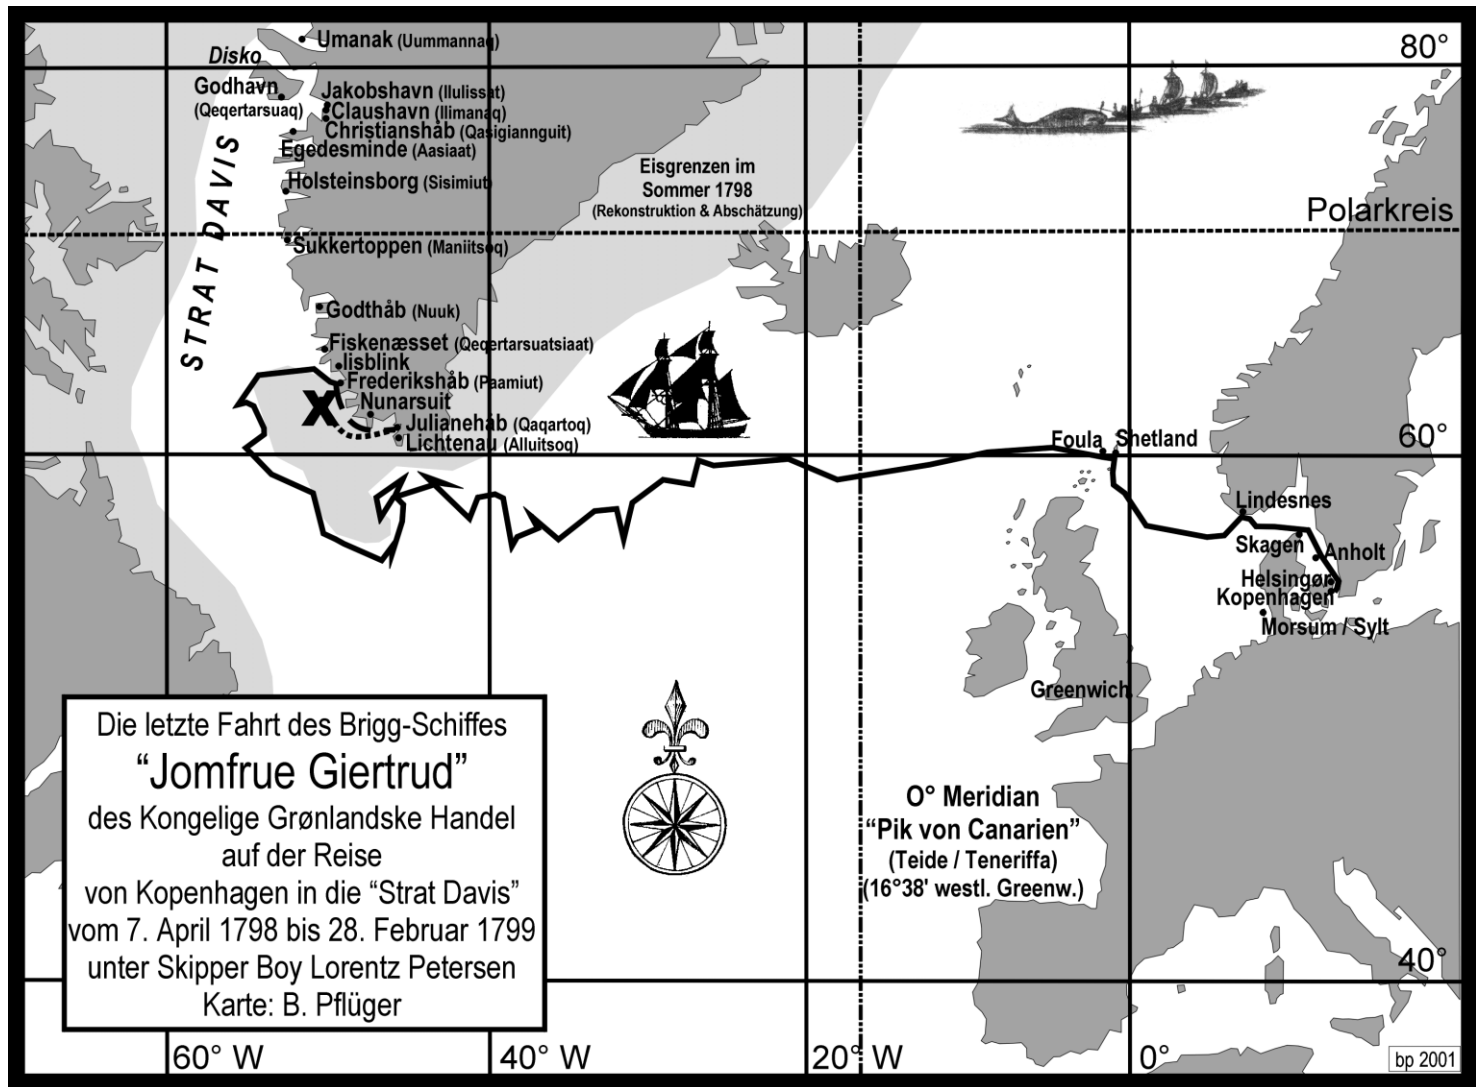 Umanak (Uummannaq)
80°
Disko
Godhavn
(Qeqertarsuaq)
Jakobshavn (Ilulissat)
Claushavn (Ilimanaq)
Christianshåb (Qasigiannguit)
Egedesminde (Aasiaat)
Holsteinsborg (Sisimiut)
STRAT DAVIS
Eisgrenzen im
Sommer 1798
(Rekonstruktion & Abschätzung)
Polarkreis
Sukkertoppen (Maniitsoq)
Godthåb (Nuuk)
Fiskenæsset (Qeqertarsuatsiaat)
Iisblink
Frederikshåb (Paamiut)
X
Nunarsuit
Julianehåb (Qaqartoq)
Lichtenau (Alluitsoq)
Foula
Shetland
60°
Lindesnes
Skagen
Anholt
Helsingør
Kopenhagen
Morsum / Sylt
Greenwich
Die letzte Fahrt des Brigg-Schiffes
“Jomfrue Giertrud”
des Kongelige Grønlandske Handel
auf der Reise
von Kopenhagen in die “Strat Davis”
vom 7. April 1798 bis 28. Februar 1799
unter Skipper Boy Lorentz Petersen
Karte: B. Pflüger
O° Meridian
“Pik von Canarien”
(Teide / Teneriffa)
(16°38' westl. Greenw.)
40°
60° W
40° W
20° W
0°
bp 2001